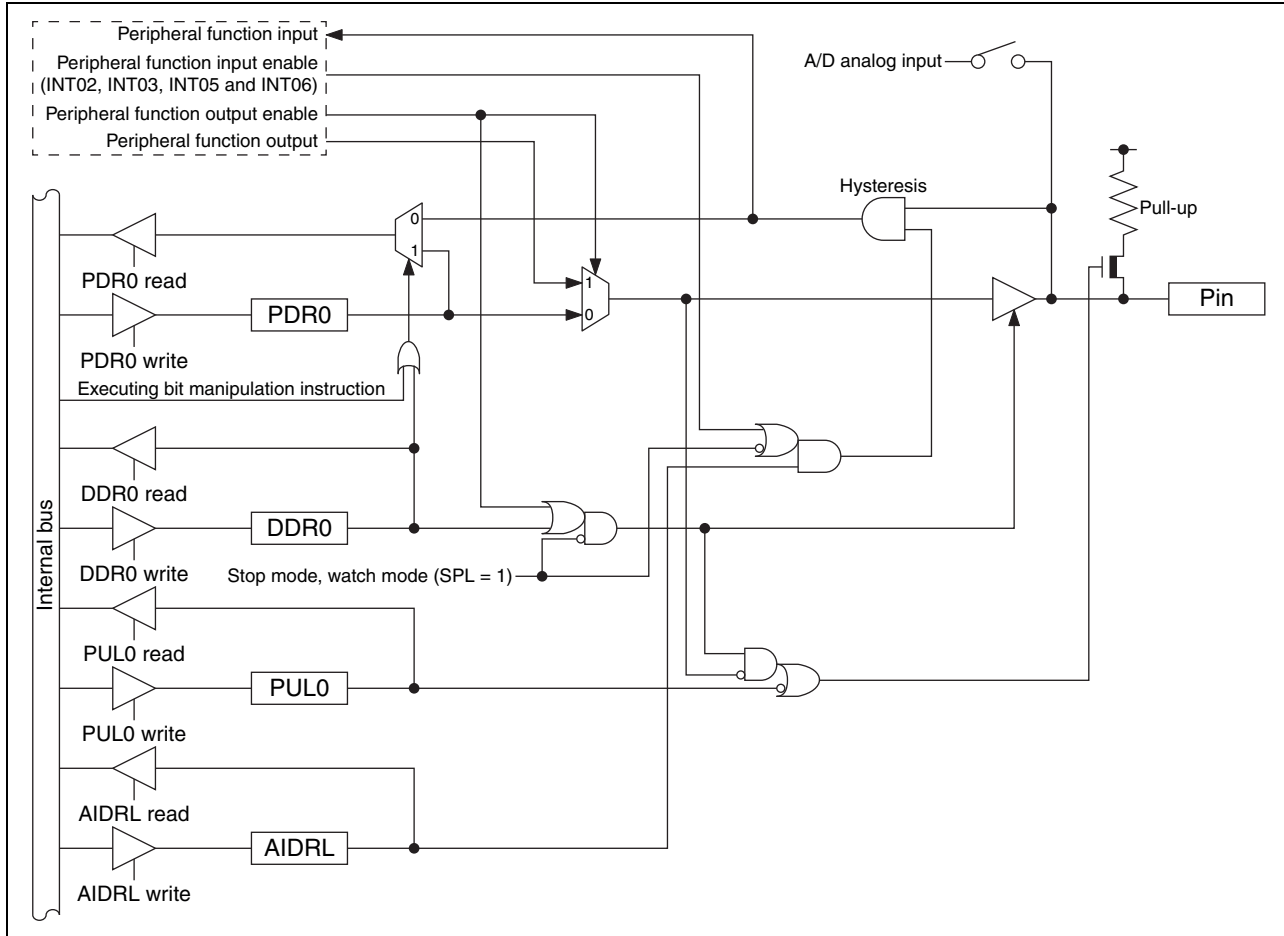 Peripheral function input
Peripheral function input enable
(INT02, INT03, INT05 and INT06)
Peripheral function output enable
Peripheral function output
A/D analog input
Hysteresis
Pull-up
0
1
PDR0 read
1
0
PDR0
Pin
PDR0 write
Executing bit manipulation instruction
DDR0 read
DDR0
DDR0 write
Stop mode, watch mode (SPL = 1)
Internal bus
PUL0 read
PUL0
PUL0 write
AIDRL read
AIDRL
AIDRL write